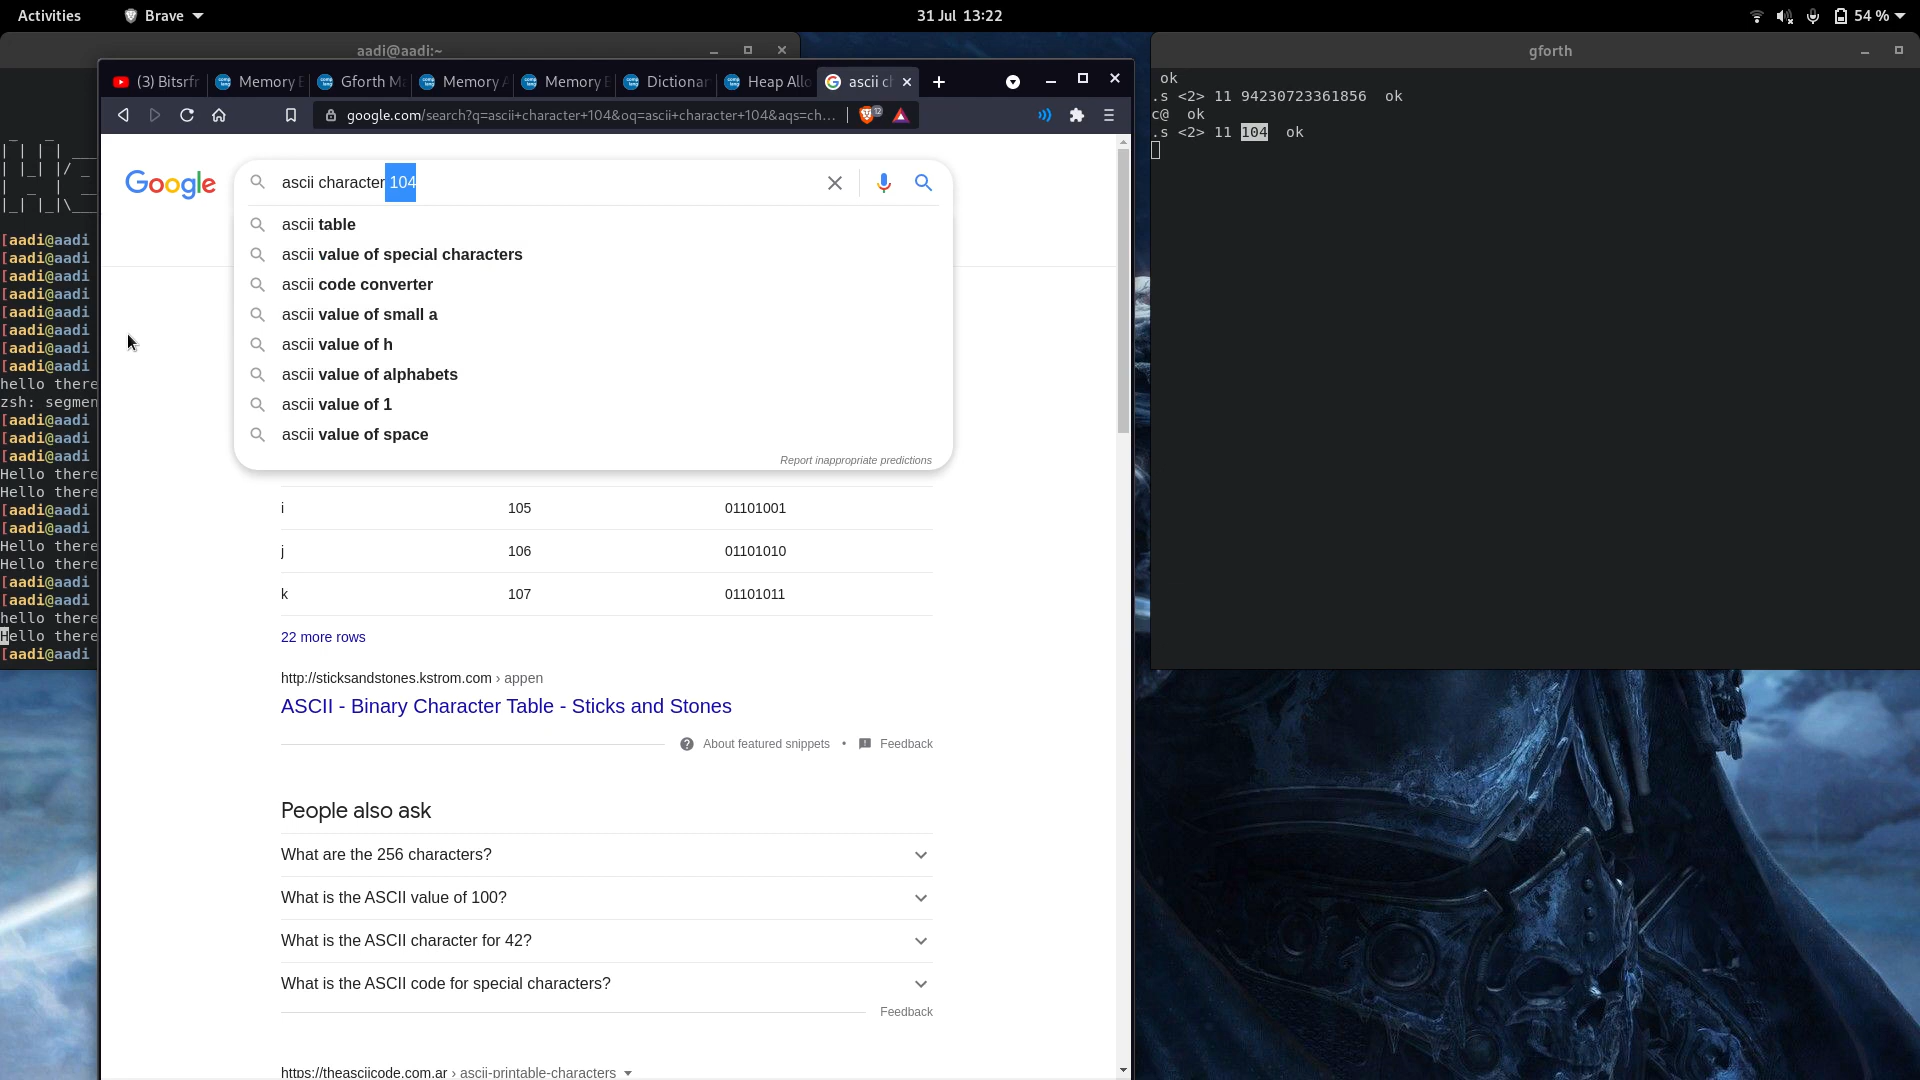 Activities
Brave
31 Jul 13:22
54 %
aadi@aadi:~
gforth
(3) Bitsrfr
Memory
Gforth Ma
Memory A
Memory
Dictionar
Heap Allo
ascii c
google.com/search?q=ascii+character+104&oq=ascii+character+104&aqs=ch...
12
Google
ascii character 104
ascii table
ascii value of special characters
ascii code converter
ascii value of small a
ascii value of h
ascii value of alphabets
ascii value of 1
ascii value of space
Report inappropriate predictions
i 105 01101001
j 106 01101010
k 107 01101011
22 more rows
http://sticksandstones.kstrom.com › appen
ASCII - Binary Character Table - Sticks and Stones
About featured snippets • Feedback
People also ask
What are the 256 characters?
What is the ASCII value of 100?
What is the ASCII character for 42?
What is the ASCII code for special characters?
Feedback
https://theasciicode.com.ar › ascii-printable-characters
[aadi@aadi
[aadi@aadi
[aadi@aadi
[aadi@aadi
[aadi@aadi
[aadi@aadi
[aadi@aadi
[aadi@aadi
hello there
zsh: segmen
[aadi@aadi
[aadi@aadi
[aadi@aadi
Hello there
Hello there
[aadi@aadi
[aadi@aadi
Hello there
Hello there
[aadi@aadi
[aadi@aadi
hello there
Hello there
[aadi@aadi
ok
.s <2> 11 94230723361856 ok
c@ ok
.s <2> 11 104 ok